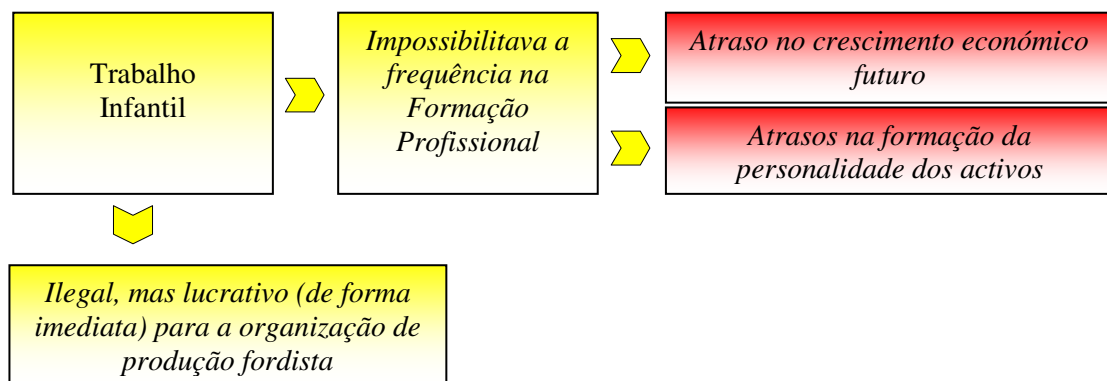 Trabalho
Infantil
Impossibilitava a
frequência na
Formação
Profissional
Atraso no crescimento económico
futuro
Atrasos na formação da
personalidade dos activos
Ilegal, mas lucrativo (de forma
imediata) para a organização de
produção fordista